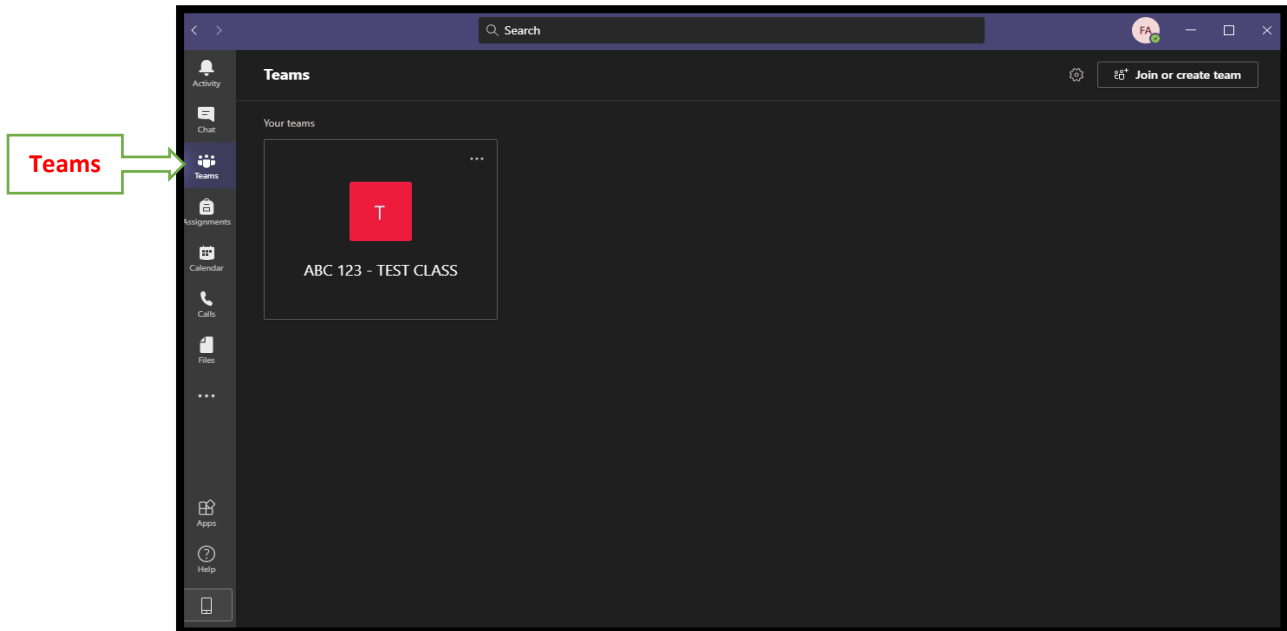 Search
FA
Activity
Teams
Join or create team
Chat
Your teams
Teams
Teams
T
ABC 123 - TEST CLASS
Assignments
Calendar
Calls
Files
Apps
Help